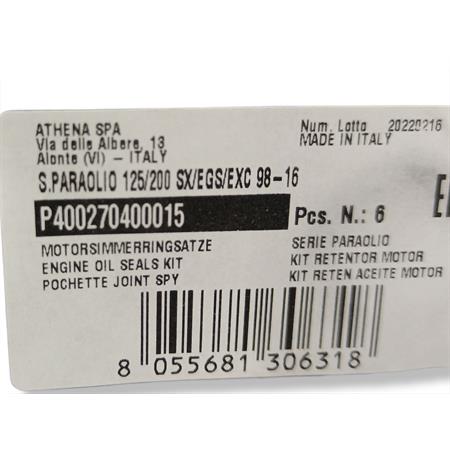 ATHENA SPA
Via delle Albere, 13
Alonte (VI) – ITALY
Num. Lotto 20220216
MADE IN ITALY
S.PARAOLIO 125/200 SX/EGS/EXC 98-16
P400270400015
Pcs. N.: 6
MOTORSIMMERRINGSATZE
ENGINE OIL SEALS KIT
POCHETTE JOINT SPY
SERIE PARAOLIO
KIT RETENTOR MOTOR
KIT RETEN ACEITE MOTOR
8 055681 306318